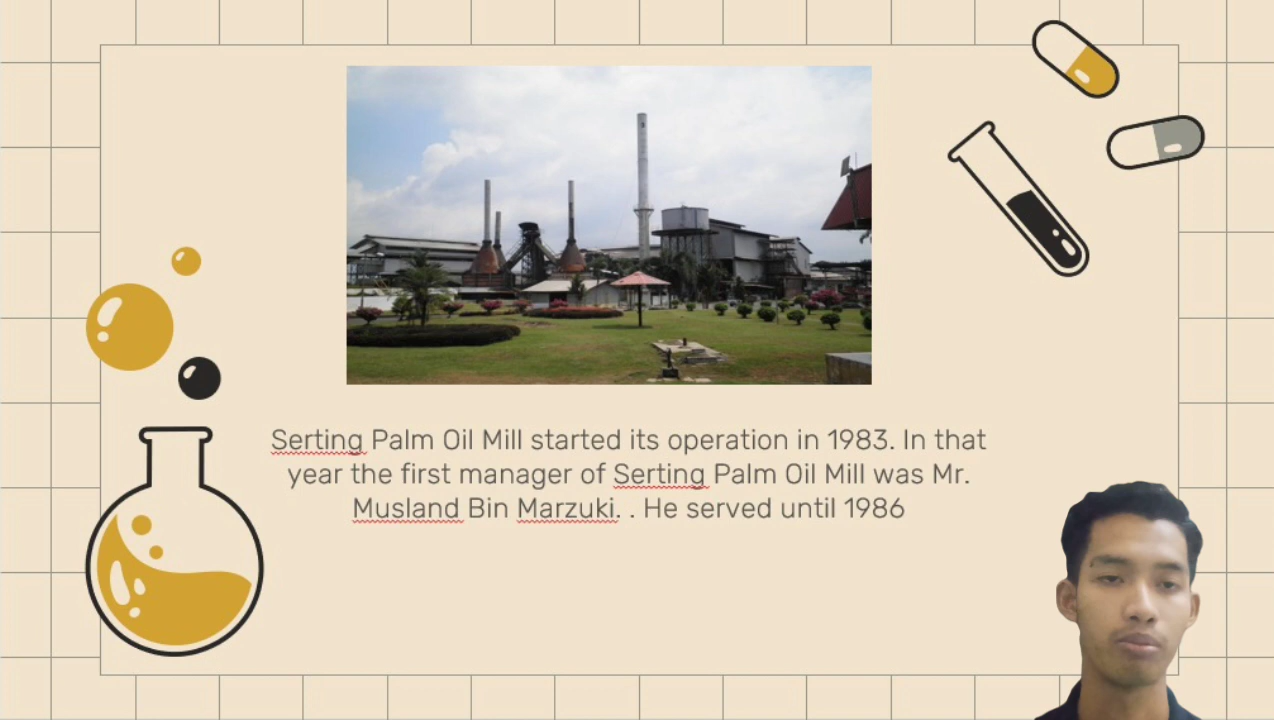 Serting Palm Oil Mill started its operation in 1983. In that
year the first manager of Serting Palm Oil Mill was Mr.
Musland Bin Marzuki. . He served until 1986